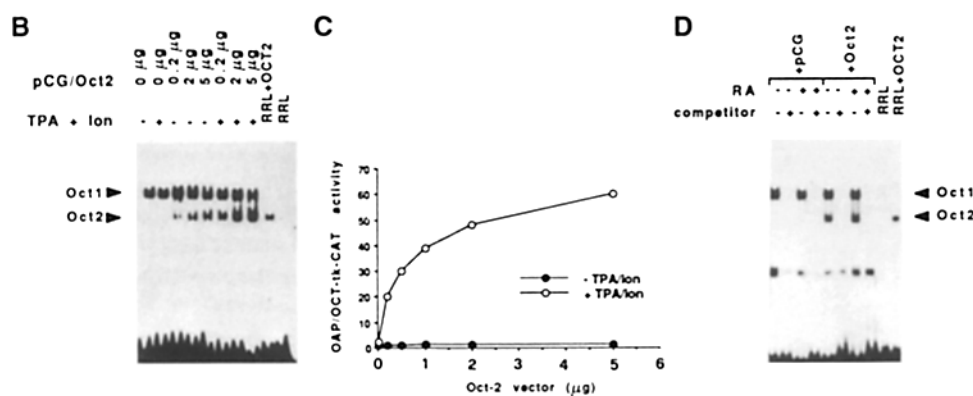 B
0 µg
0 µg
0.2 µg
2 µg
5 µg
0.2 µg
2 µg
5 µg
RRL+OCT2
RRL
pCG/Oct2
TPA + Ion - + - - - + + +
Oct1
Oct2
C
OAP/OCT-tk-CAT activity
70
60
50
40
30
20
10
0
- TPA/Ion
+ TPA/Ion
0 1 2 3 4 5 6
Oct-2 vector (µg)
D
+pCG
+Oct2
RRL
RRL+OCT2
RA - - + + - - + +
competitor - + - + - + - +
Oct1
Oct2